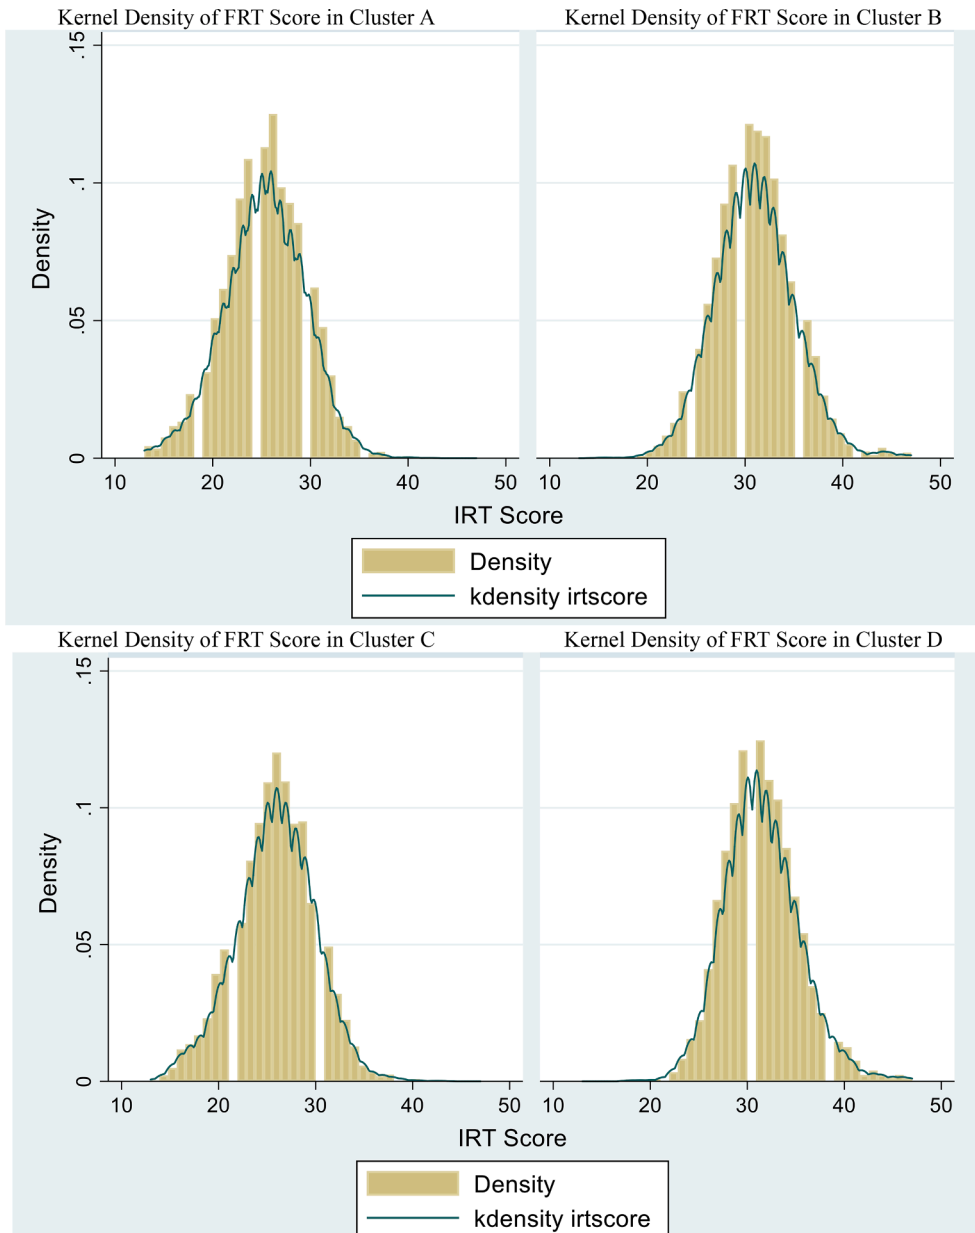 Kernel Density of FRT Score in Cluster A
Kernel Density of FRT Score in Cluster B
.15
.1
.05
0
Density
10 20 30 40 50
10 20 30 40 50
IRT Score
Density
kdensity irtscore
Kernel Density of FRT Score in Cluster C
Kernel Density of FRT Score in Cluster D
.15
.1
.05
0
Density
10 20 30 40 50
10 20 30 40 50
IRT Score
Density
kdensity irtscore